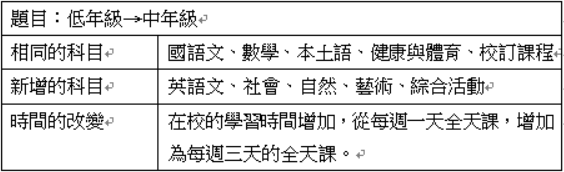 題目：低年級→中年級
相同的科目 國語文、數學、本土語、健康與體育、校訂課程
新增的科目 英語文、社會、自然、藝術、綜合活動
時間的改變 在校的學習時間增加，從每週一天全天課，增加
為每週三天的全天課。